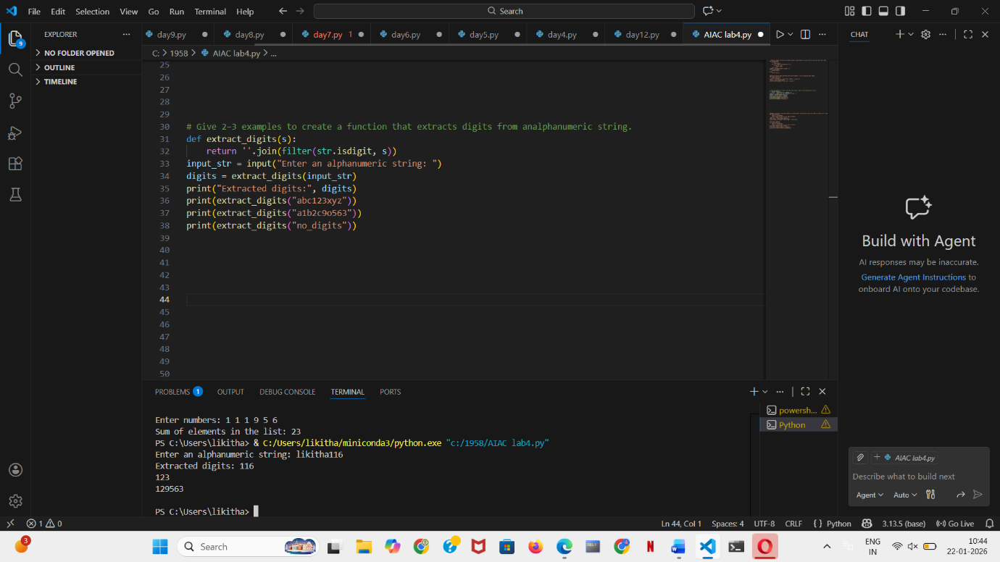 File Edit Selection View Go Run Terminal Help
Search
EXPLORER
day9.py
day8.py
day7.py 1
day6.py
day5.py
day4.py
day12.py
AIAC lab4.py
CHAT
9
NO FOLDER OPENED
OUTLINE
TIMELINE
C: > 1958 > AIAC lab4.py > ...
25
26
27
28
29
30 # Give 2–3 examples to create a function that extracts digits from analphanumeric string.
31 def extract_digits(s):
32 return ''.join(filter(str.isdigit, s))
33 input_str = input("Enter an alphanumeric string: ")
34 digits = extract_digits(input_str)
35 print("Extracted digits:", digits)
36 print(extract_digits("abc123xyz"))
37 print(extract_digits("a1b2c9o563"))
38 print(extract_digits("no_digits"))
39
40
41
42
43
44
45
46
47
48
49
50
Build with Agent
AI responses may be inaccurate.
Generate Agent Instructions to
onboard AI onto your codebase.
PROBLEMS 1 OUTPUT DEBUG CONSOLE TERMINAL PORTS
Enter numbers: 1 1 1 9 5 6
Sum of elements in the list: 23
PS C:\Users\likitha> & C:/Users/likitha/miniconda3/python.exe "c:/1958/AIAC lab4.py"
Enter an alphanumeric string: likitha116
Extracted digits: 116
123
129563
PS C:\Users\likitha>
powersh...
Python
AIAC lab4.py
Describe what to build next
Agent Auto
1 0
Ln 44, Col 1 Spaces: 4 UTF-8 CRLF { } Python 3.13.5 (base) Go Live
3
Search
ENG
IN
10:44
22-01-2026